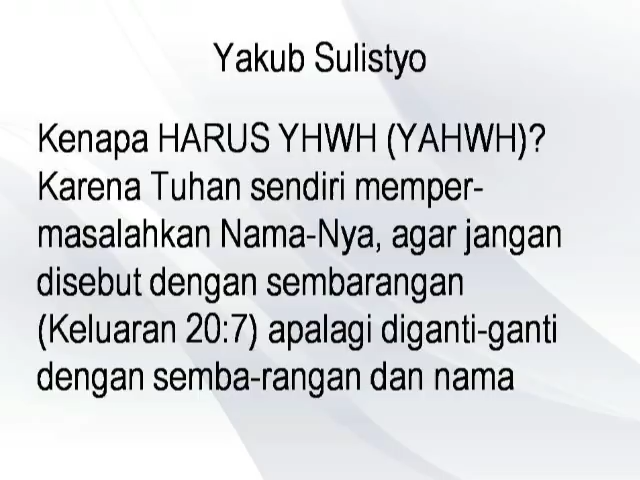 Yakub Sulistyo
Kenapa HARUS YHWH (YAHWH)?
Karena Tuhan sendiri memper-
masalahkan Nama-Nya, agar jangan
disebut dengan sembarangan
(Keluaran 20:7) apalagi diganti-ganti
dengan semba-rangan dan nama